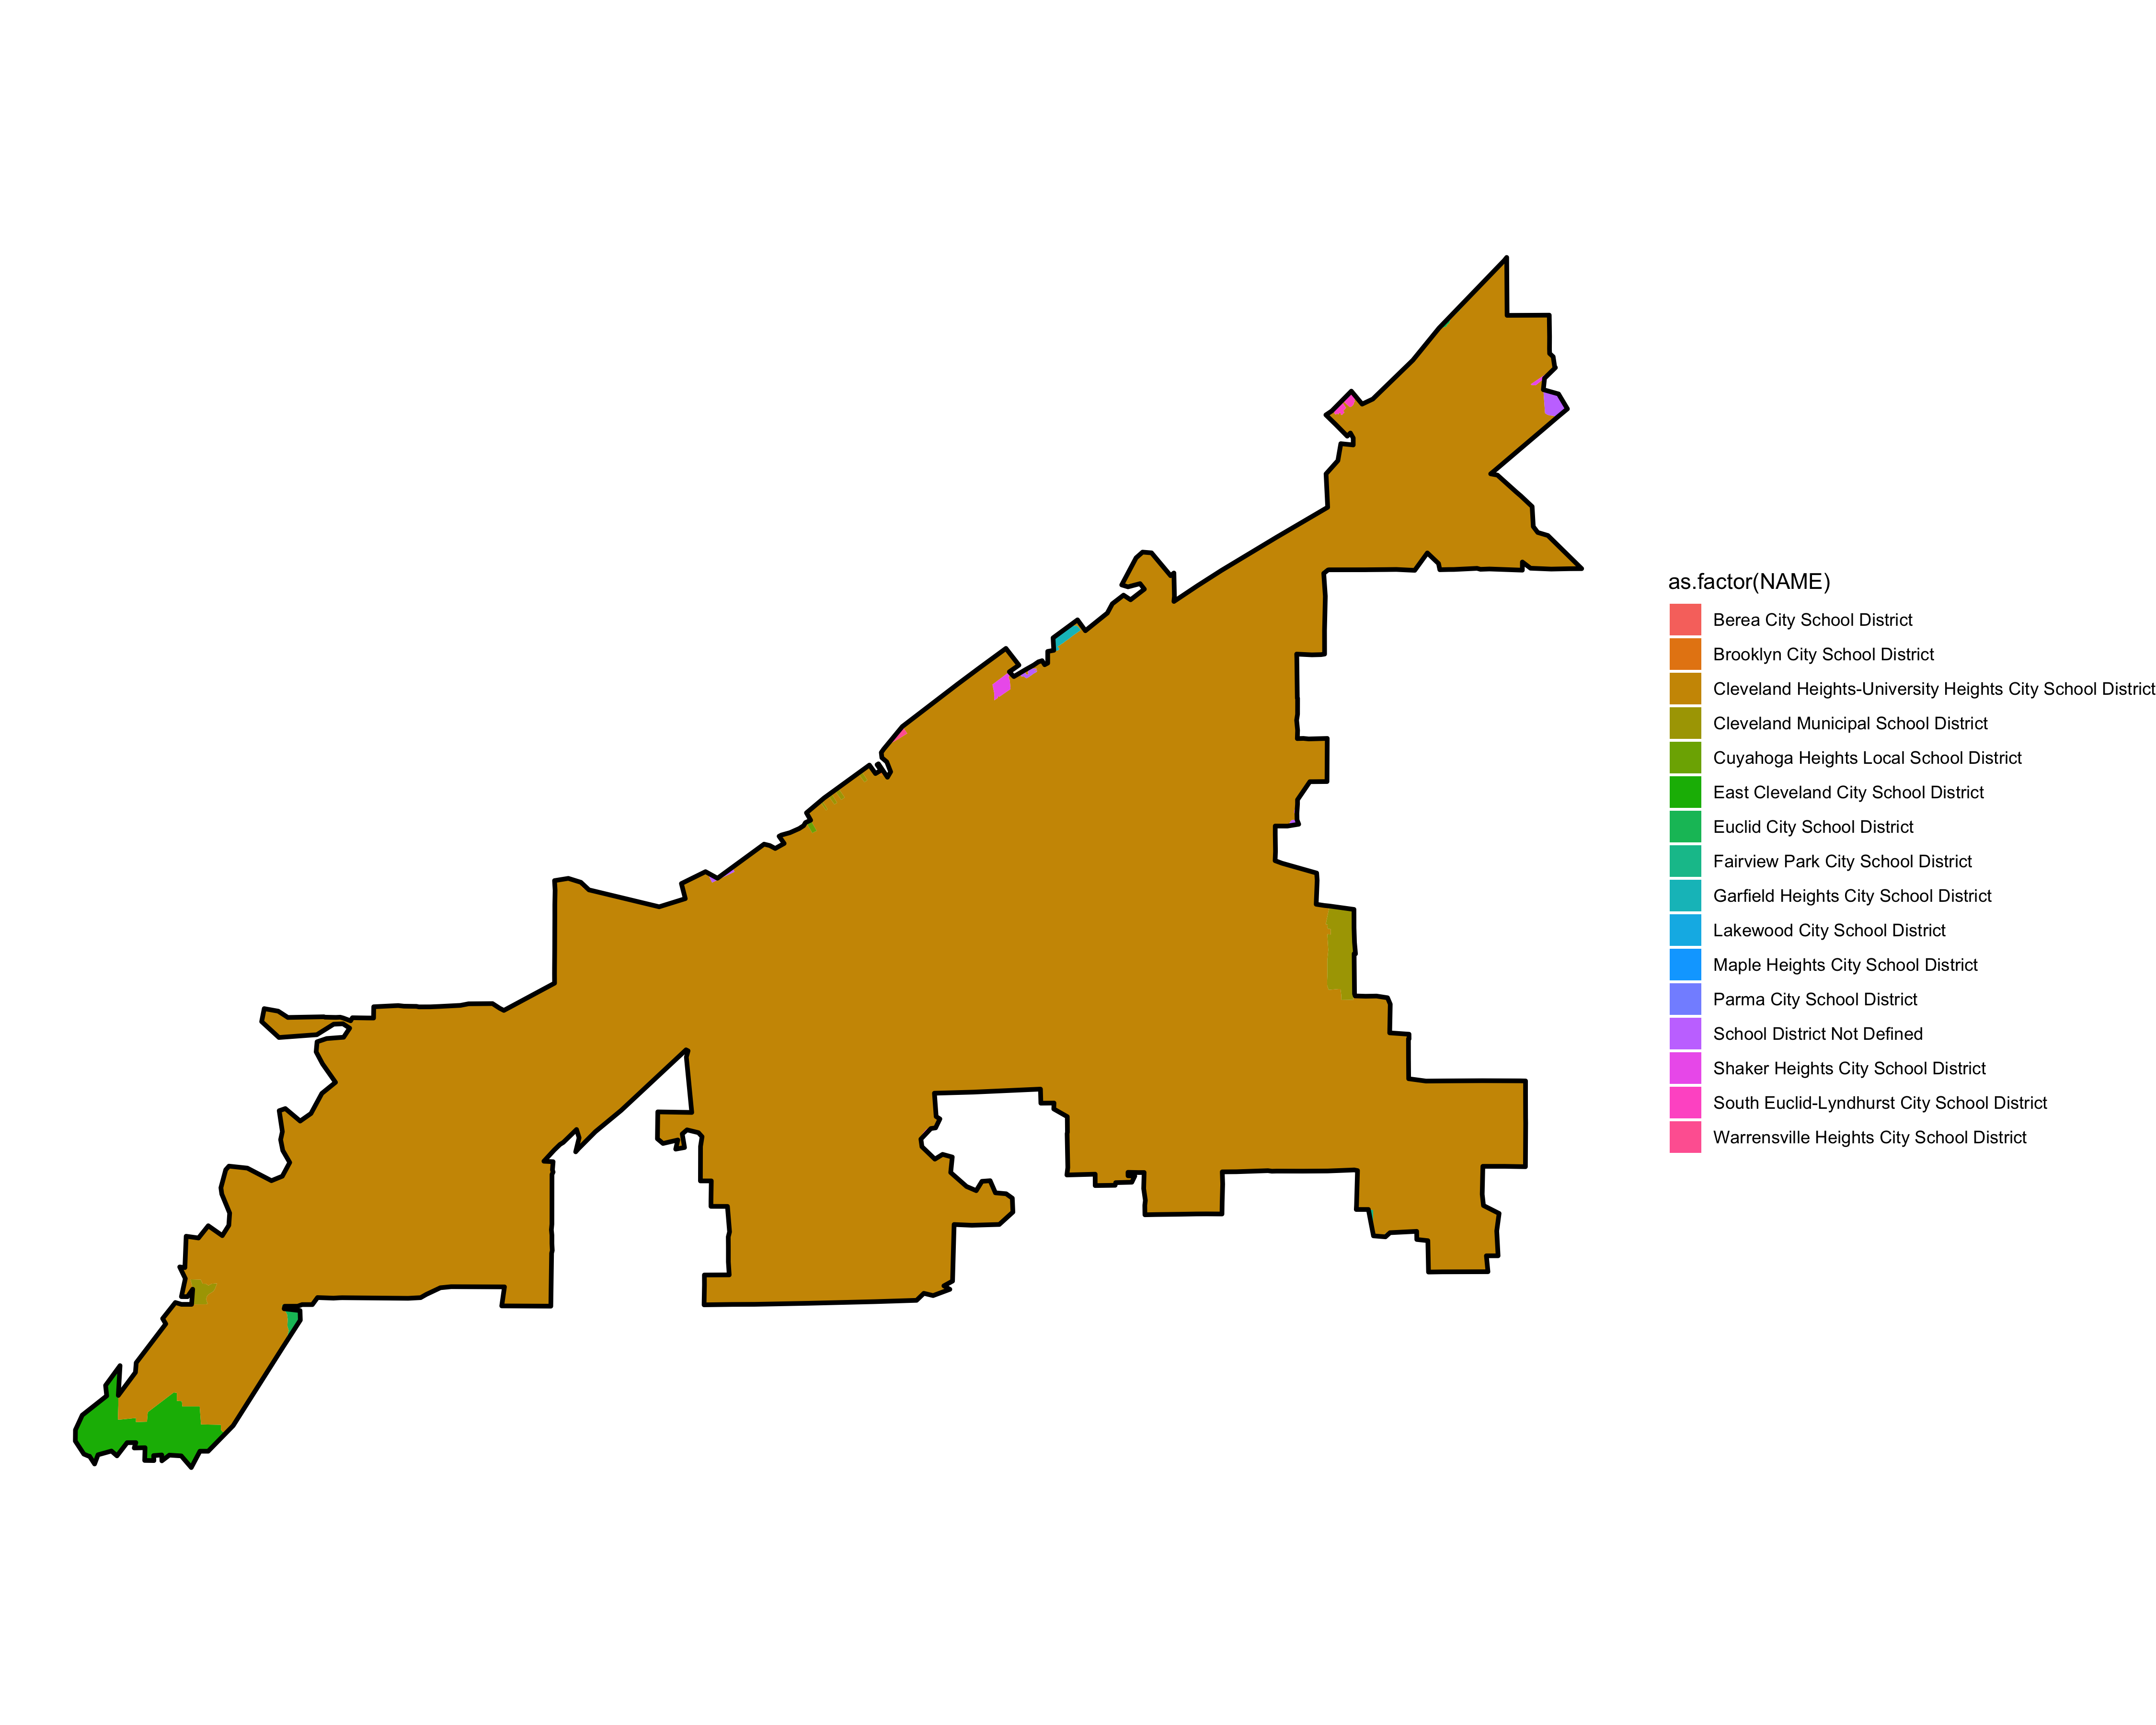 as.factor(NAME)
Berea City School District
Brooklyn City School District
Cleveland Heights-University Heights City School District
Cleveland Municipal School District
Cuyahoga Heights Local School District
East Cleveland City School District
Euclid City School District
Fairview Park City School District
Garfield Heights City School District
Lakewood City School District
Maple Heights City School District
Parma City School District
School District Not Defined
Shaker Heights City School District
South Euclid-Lyndhurst City School District
Warrensville Heights City School District